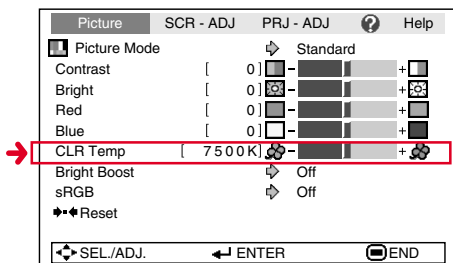 Picture SCR - ADJ PRJ - ADJ ? Help
Picture Mode Standard
Contrast [ 0] - +
Bright [ 0] - +
Red [ 0] - +
Blue [ 0] - +
CLR Temp [ 7500K] - +
Bright Boost Off
sRGB Off
Reset
SEL./ADJ. ENTER END